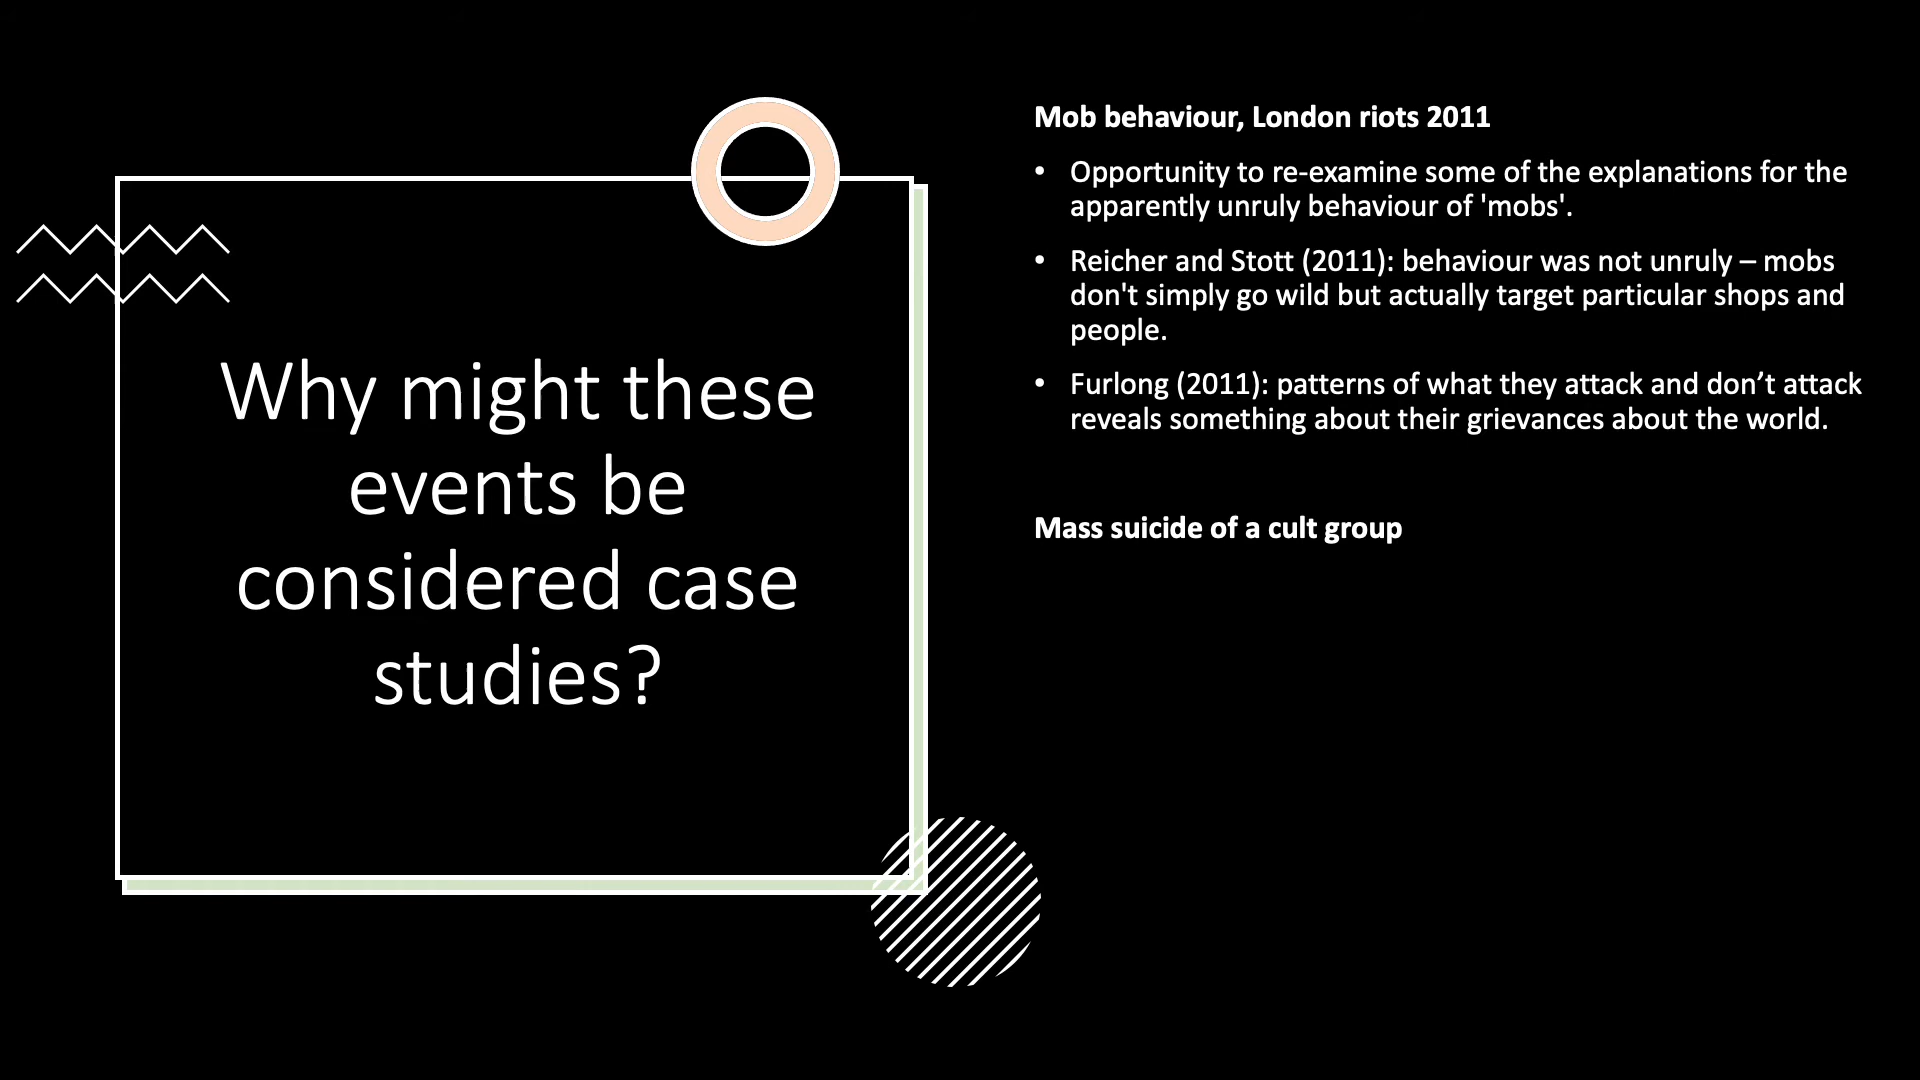 Why might these
events be
considered case
studies?
Mob behaviour, London riots 2011
• Opportunity to re-examine some of the explanations for the
apparently unruly behaviour of 'mobs'.
• Reicher and Stott (2011): behaviour was not unruly – mobs
don't simply go wild but actually target particular shops and
people.
• Furlong (2011): patterns of what they attack and don’t attack
reveals something about their grievances about the world.
Mass suicide of a cult group